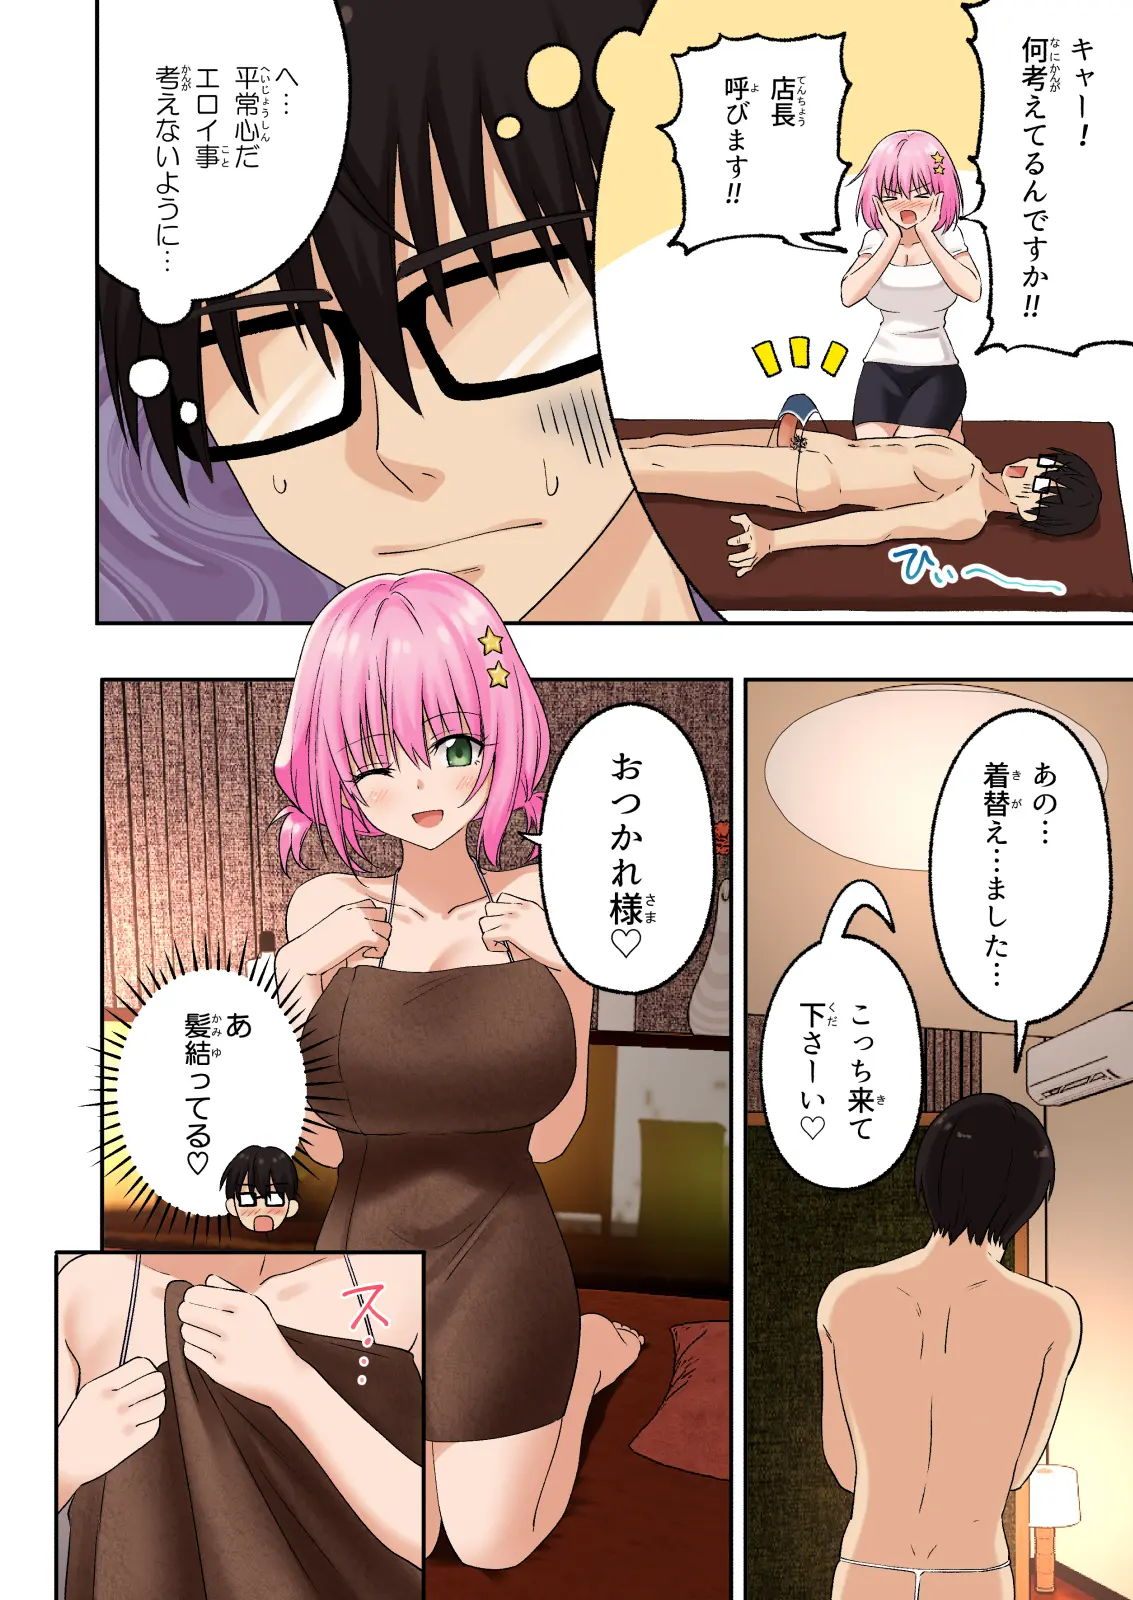 キャー！
何考えてるんですか!!
店長
呼びます!!
ひぃ〜
へ…
平常心だ
エロイ事
考えないように…
あの…
着替え…ました…
こっち来て
下さーい♡
おつかれ様♡
あ
髪結ってる♡
ス…